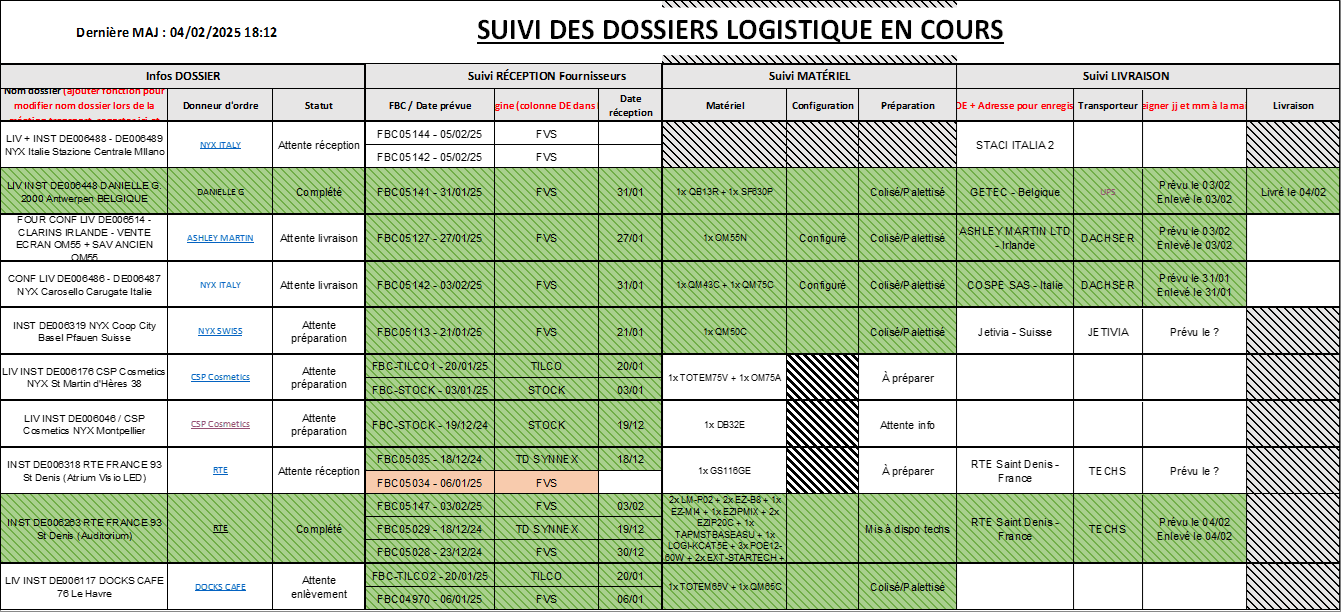 Dernière MAJ : 04/02/2025 18:12
SUIVI DES DOSSIERS LOGISTIQUE EN COURS
Infos DOSSIER
Suivi RÉCEPTION Fournisseurs
Suivi MATÉRIEL
Suivi LIVRAISON
Nom dossier (ajouter fonction pour
modifier nom dossier lors de la
Donneur d'ordre
Statut
FBC / Date prévue
gine (colonne DE dans
Date
réception
Matériel
Configuration
Préparation
DE + Adresse pour enregis
Transporteur
eigner jj et mm à la ma
Livraison
LIV + INST DE006488 - DE006489
NYX Italie Stazione Centrale MIlano
NYX ITALY
Attente réception
FBC05144 - 05/02/25
FVS
FBC05142 - 05/02/25
FVS
STACI ITALIA 2
LIV INST DE006448 DANIELLE G.
2000 Antwerpen BELGIQUE
DANIELLE G
Complété
FBC05141 - 31/01/25
FVS
31/01
1x QB13R + 1x SF630P
Colisé/Palettisé
GETEC - Belgique
UPS
Prévu le 03/02
Enlevé le 03/02
Livré le 04/02
FOUR CONF LIV DE006514 -
CLARINS IRLANDE - VENTE
ECRAN OM55 + SAV ANCIEN
OM55
ASHLEY MARTIN
Attente livraison
FBC05127 - 27/01/25
FVS
27/01
1x OM55N
Configuré
Colisé/Palettisé
ASHLEY MARTIN LTD
- Irlande
DACHSER
Prévu le 03/02
Enlevé le 03/02
CONF LIV DE006486 - DE006487
NYX Carosello Carugate Italie
NYX ITALY
Attente livraison
FBC05142 - 03/02/25
FVS
31/01
1x QM43C + 1x QM75C
Configuré
Colisé/Palettisé
COSPE SAS - Italie
DACHSER
Prévu le 31/01
Enlevé le 31/01
INST DE006319 NYX Coop City
Basel Pfauen Suisse
NYX SWISS
Attente
préparation
FBC05113 - 21/01/25
FVS
21/01
1x QM50C
Colisé/Palettisé
Jetivia - Suisse
JETIVIA
Prévu le ?
LIV INST DE006176 CSP Cosmetics
NYX St Martin d'Hères 38
CSP Cosmetics
Attente
préparation
FBC-TILCO1 - 20/01/25
TILCO
20/01
FBC-STOCK - 03/01/25
STOCK
03/01
1x TOTEM75V + 1x OM75A
À préparer
LIV INST DE006046 / CSP
Cosmetics NYX Montpellier
CSP Cosmetics
Attente
préparation
FBC-STOCK - 19/12/24
STOCK
19/12
1x DB32E
Attente info
INST DE006318 RTE FRANCE 93
St Denis (Atrium Visio LED)
RTE
Attente réception
FBC05035 - 18/12/24
TD SYNNEX
18/12
FBC05034 - 06/01/25
FVS
1x GS116GE
À préparer
RTE Saint Denis -
France
TECHS
Prévu le ?
INST DE006263 RTE FRANCE 93
St Denis (Auditorium)
RTE
Complété
FBC05147 - 03/02/25
FVS
03/02
FBC05029 - 18/12/24
TD SYNNEX
19/12
FBC05028 - 23/12/24
FVS
30/12
2x LM-P02 + 2x EZ-B8 + 1x
EZ-MI4 + 1x EZIPMIX + 2x
EZIP20C + 1x
TAPMSTBASEASU + 1x
LOGI-KCAT5E + 3x POE12-
60W + 2x EXT-STARTECH +
Mis à dispo techs
RTE Saint Denis -
France
TECHS
Prévu le 04/02
Enlevé le 04/02
LIV INST DE006117 DOCKS CAFE
76 Le Havre
DOCKS CAFE
Attente
enlèvement
FBC-TILCO2 - 20/01/25
TILCO
20/01
FBC04970 - 06/01/25
FVS
06/01
1x TOTEM65V + 1x QM65C
Colisé/Palettisé